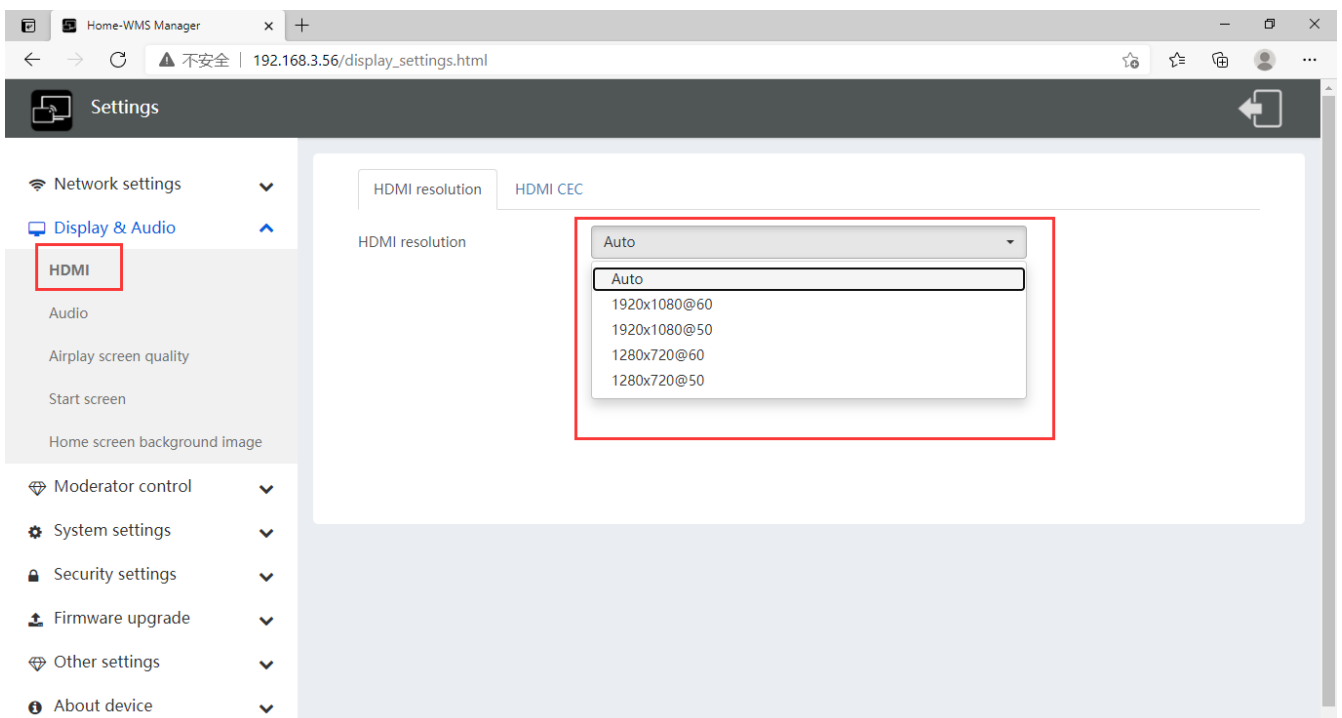 Home-WMS Manager
不安全 | 192.168.3.56/display_settings.html
Settings
Network settings
Display & Audio
HDMI
Audio
Airplay screen quality
Start screen
Home screen background image
Moderator control
System settings
Security settings
Firmware upgrade
Other settings
About device
HDMI resolution
HDMI CEC
HDMI resolution
Auto
Auto
1920x1080@60
1920x1080@50
1280x720@60
1280x720@50